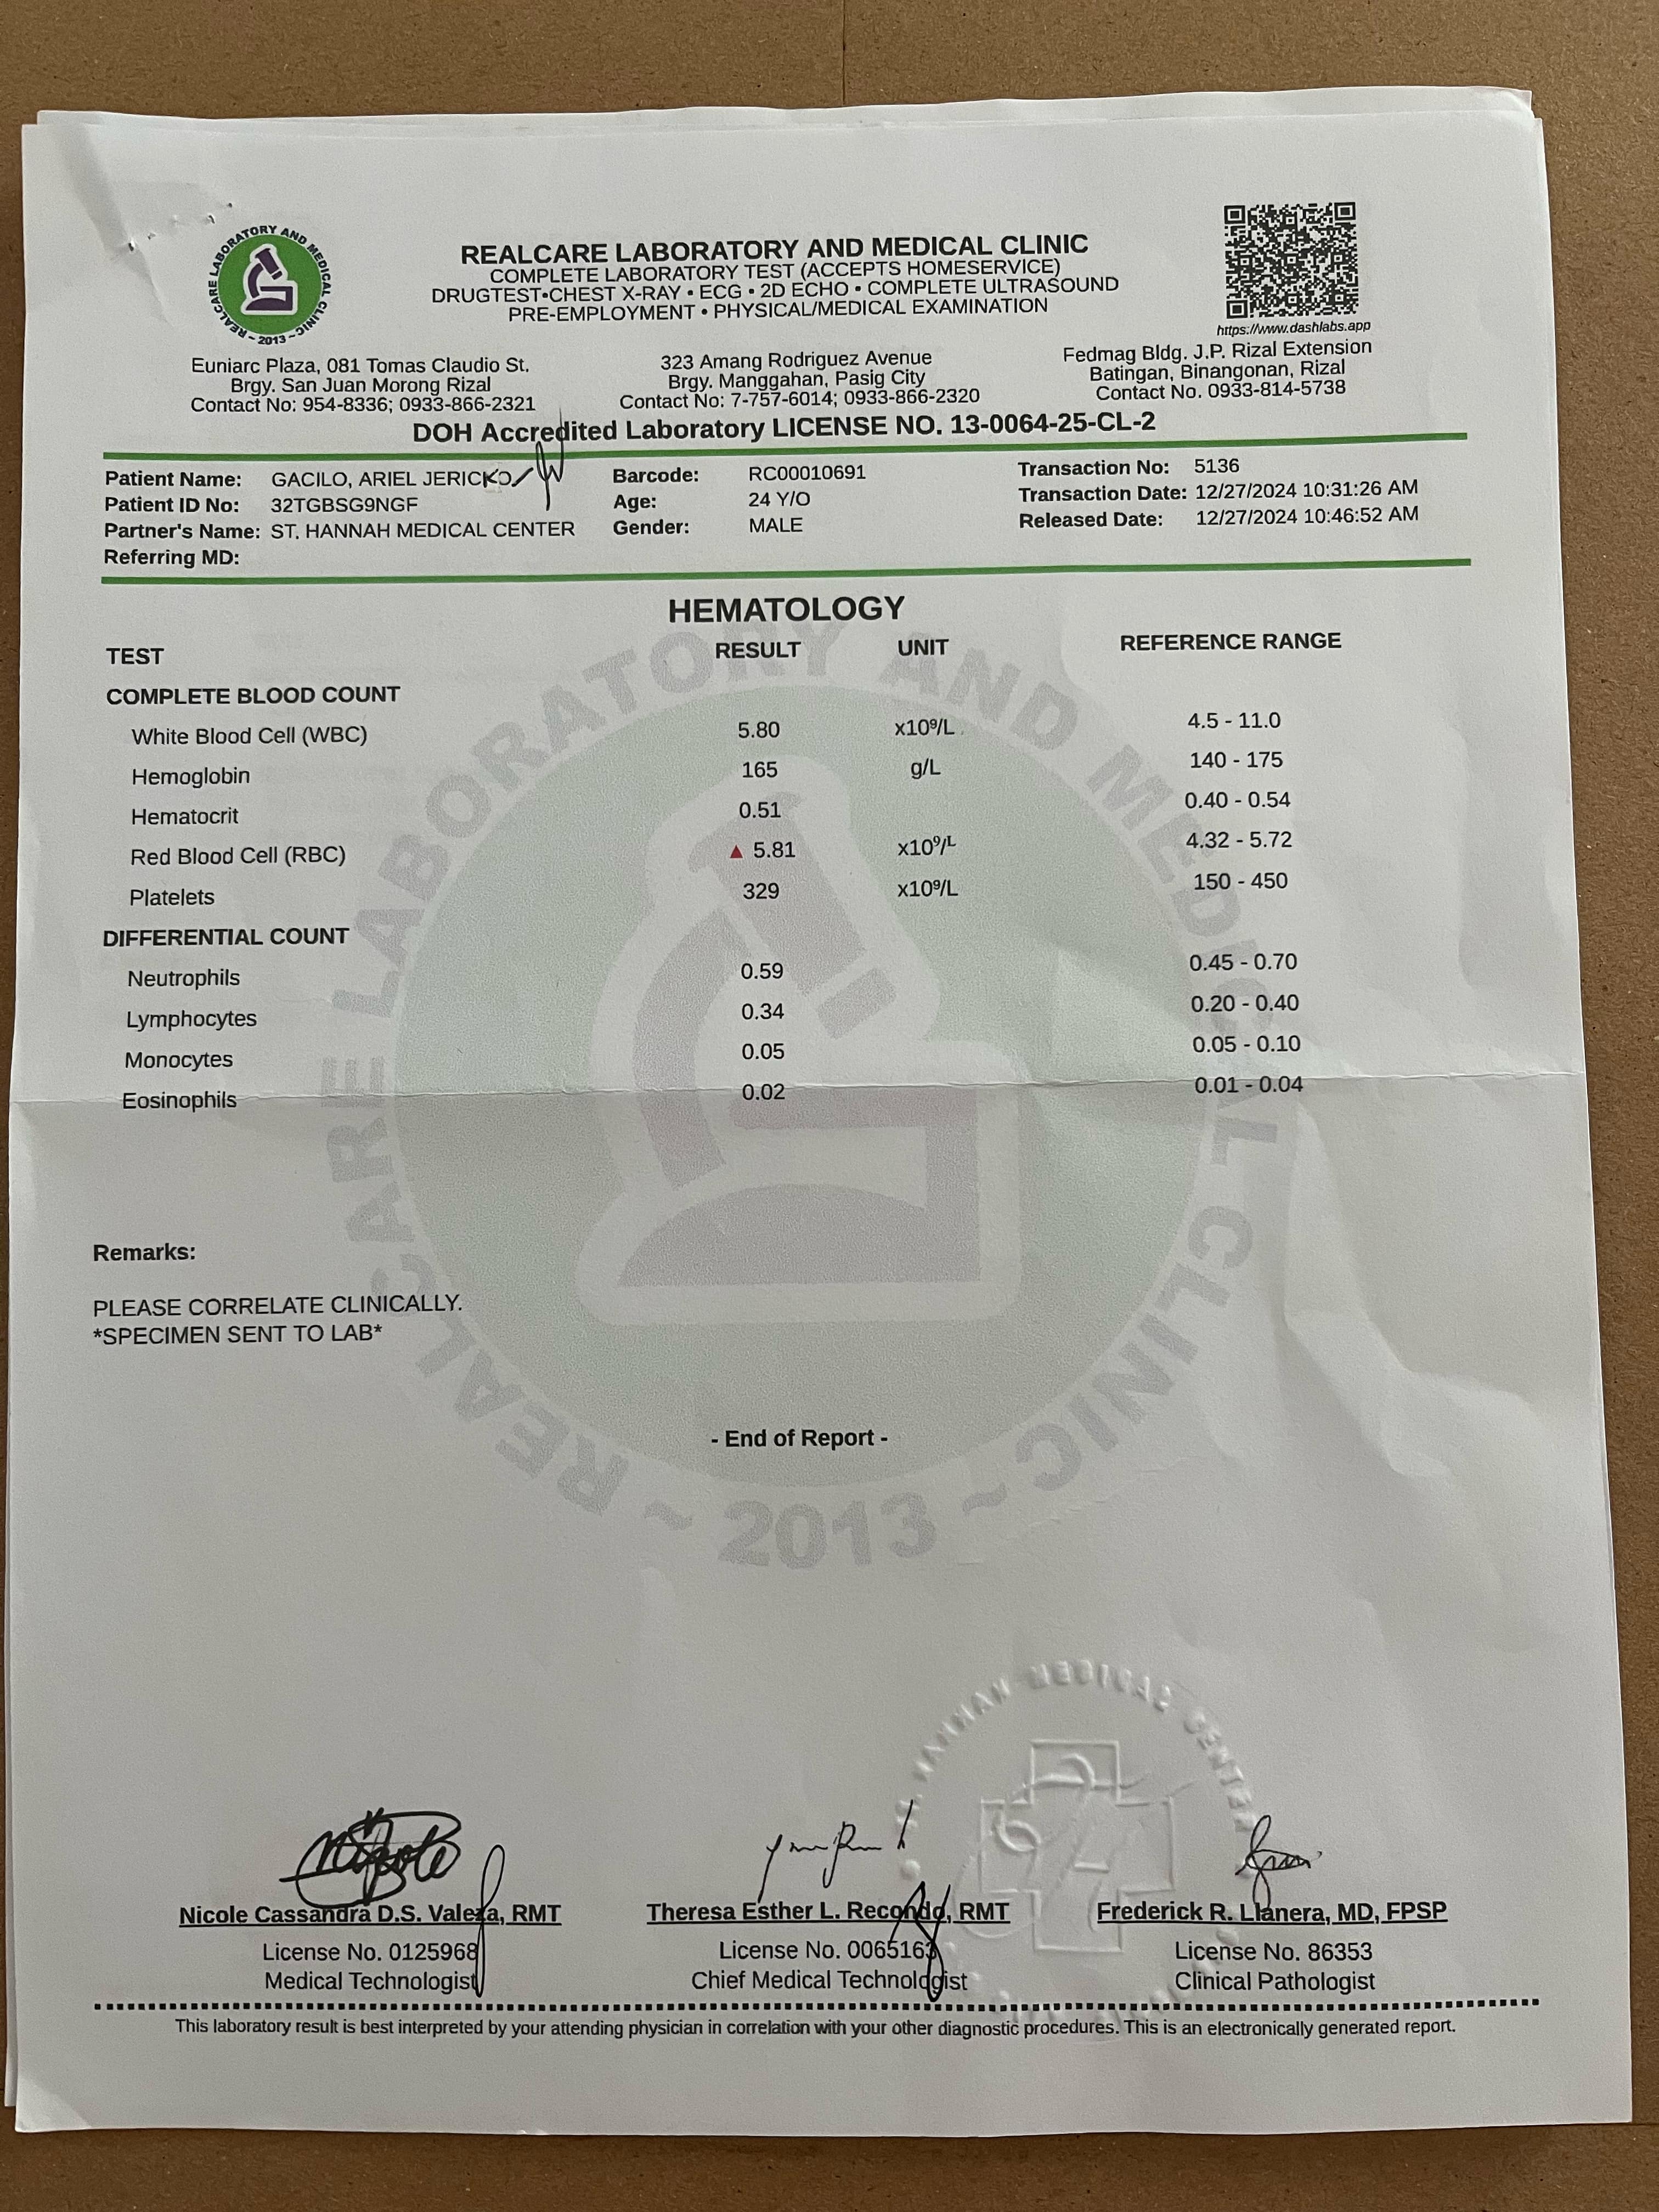 REALCARE LABORATORY AND MEDICAL CLINIC
~ 2013 ~
REALCARE LABORATORY AND MEDICAL CLINIC
COMPLETE LABORATORY TEST (ACCEPTS HOMESERVICE)
DRUGTEST•CHEST X-RAY • ECG • 2D ECHO • COMPLETE ULTRASOUND
PRE-EMPLOYMENT • PHYSICAL/MEDICAL EXAMINATION
https://www.dashlabs.app
Euniarc Plaza, 081 Tomas Claudio St.
Brgy. San Juan Morong Rizal
Contact No: 954-8336; 0933-866-2321
323 Amang Rodriguez Avenue
Brgy. Manggahan, Pasig City
Contact No: 7-757-6014; 0933-866-2320
Fedmag Bldg. J.P. Rizal Extension
Batingan, Binangonan, Rizal
Contact No. 0933-814-5738
DOH Accredited Laboratory LICENSE NO. 13-0064-25-CL-2
Patient Name: GACILO, ARIEL JERICKO Barcode: RC00010691 Transaction No: 5136
Patient ID No: 32TGBSG9NGF Age: 24 Y/O Transaction Date: 12/27/2024 10:31:26 AM
Partner's Name: ST. HANNAH MEDICAL CENTER Gender: MALE Released Date: 12/27/2024 10:46:52 AM
Referring MD:
HEMATOLOGY
TEST RESULT UNIT REFERENCE RANGE
COMPLETE BLOOD COUNT
White Blood Cell (WBC) 5.80 x10⁹/L 4.5 - 11.0
Hemoglobin 165 g/L 140 - 175
Hematocrit 0.51 0.40 - 0.54
Red Blood Cell (RBC) ▲ 5.81 x10⁹/L 4.32 - 5.72
Platelets 329 x10⁹/L 150 - 450
DIFFERENTIAL COUNT
Neutrophils 0.59 0.45 - 0.70
Lymphocytes 0.34 0.20 - 0.40
Monocytes 0.05 0.05 - 0.10
Eosinophils 0.02 0.01 - 0.04
REALCARE LABORATORY AND MEDICAL CLINIC
~ 2013 ~
Remarks:
PLEASE CORRELATE CLINICALLY.
*SPECIMEN SENT TO LAB*
- End of Report -
HANNAH MEDICAL CENTER
Nicole Cassandra D.S. Valeza, RMT
License No. 0125968
Medical Technologist
Theresa Esther L. Recondo, RMT
License No. 0065163
Chief Medical Technologist
Frederick R. Llanera, MD, FPSP
License No. 86353
Clinical Pathologist
This laboratory result is best interpreted by your attending physician in correlation with your other diagnostic procedures. This is an electronically generated report.